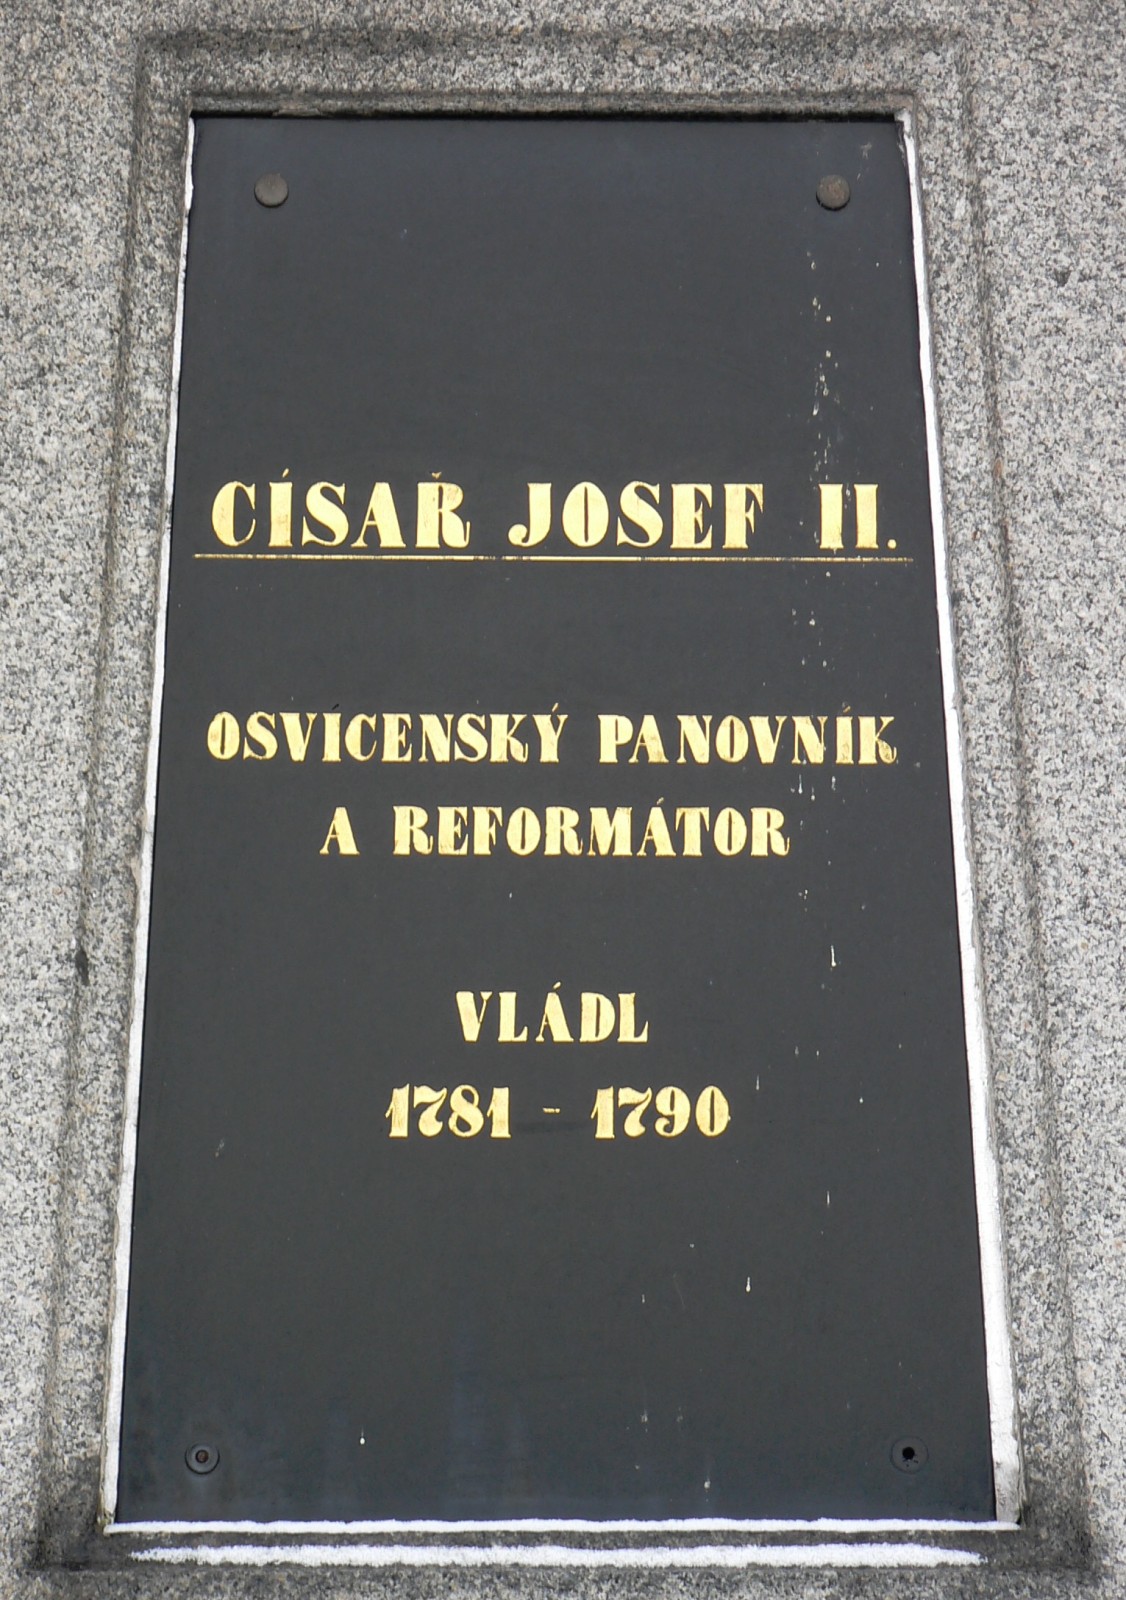 CÍSAŘ JOSEF II.
OSVÍCENSKÝ PANOVNÍK
A REFORMÁTOR
VLÁDL
1781 - 1790